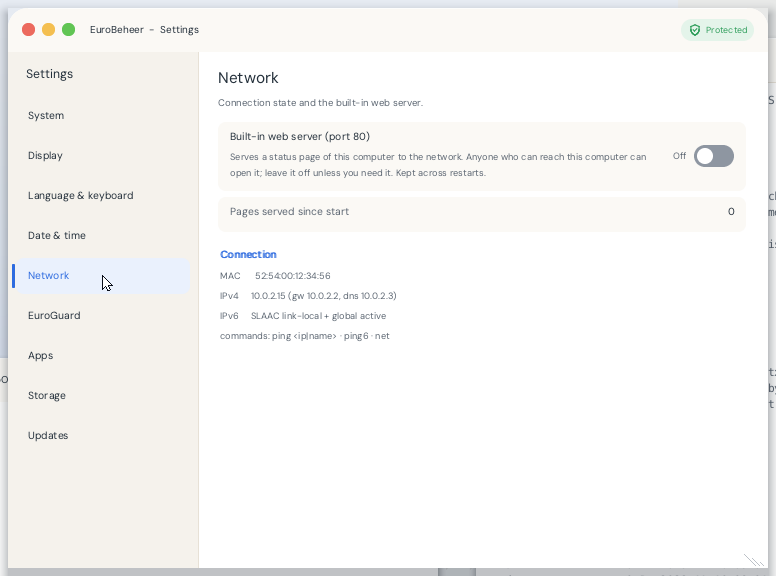 EuroBeheer - Settings
Protected
Settings
System
Display
Language & keyboard
Date & time
Network
EuroGuard
Apps
Storage
Updates
Network
Connection state and the built-in web server.
Built-in web server (port 80)
Serves a status page of this computer to the network. Anyone who can reach this computer can
open it; leave it off unless you need it. Kept across restarts.
Off
Pages served since start
0
Connection
MAC 52:54:00:12:34:56
IPv4 10.0.2.15 (gw 10.0.2.2, dns 10.0.2.3)
IPv6 SLAAC link-local + global active
commands: ping <ip|name> · ping6 · net